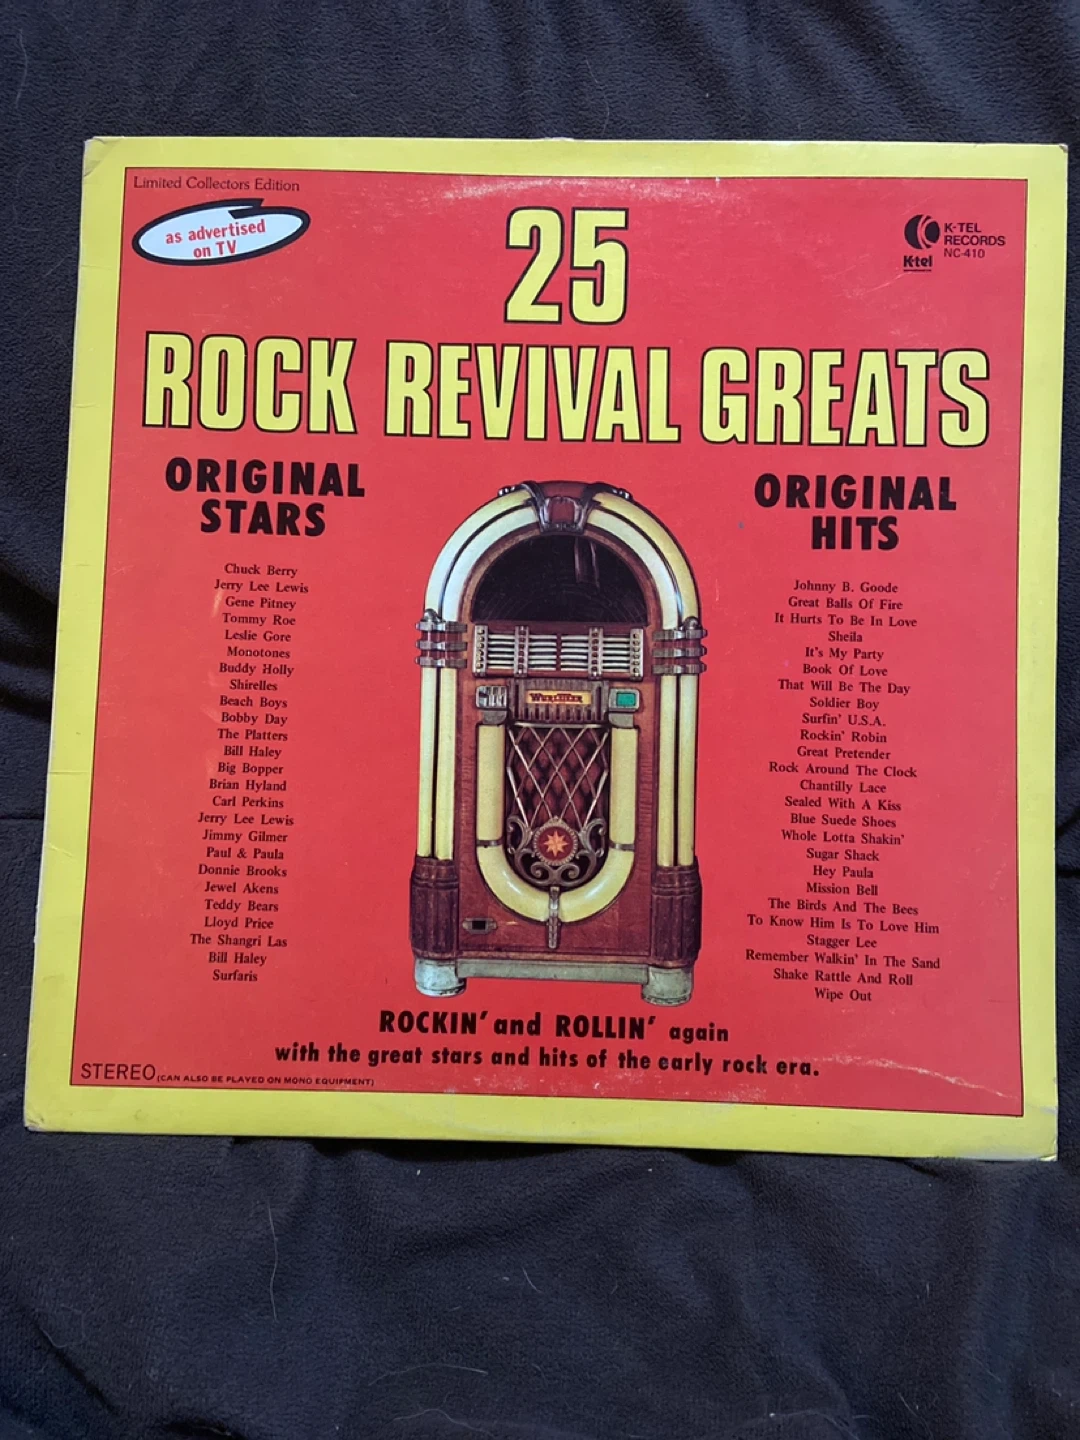 Limited Collectors Edition
as advertised
on TV
K-TEL
RECORDS
NC-410
K-tel
25
ROCK REVIVAL GREATS
ORIGINAL
STARS
Chuck Berry
Jerry Lee Lewis
Gene Pitney
Tommy Roe
Leslie Gore
Monotones
Buddy Holly
Shirelles
Beach Boys
Bobby Day
The Platters
Bill Haley
Big Bopper
Brian Hyland
Carl Perkins
Jerry Lee Lewis
Jimmy Gilmer
Paul & Paula
Donnie Brooks
Jewel Akens
Teddy Bears
Lloyd Price
The Shangri Las
Bill Haley
Surfaris
WURLITZER
ORIGINAL
HITS
Johnny B. Goode
Great Balls Of Fire
It Hurts To Be In Love
Sheila
It's My Party
Book Of Love
That Will Be The Day
Soldier Boy
Surfin' U.S.A.
Rockin' Robin
Great Pretender
Rock Around The Clock
Chantilly Lace
Sealed With A Kiss
Blue Suede Shoes
Whole Lotta Shakin'
Sugar Shack
Hey Paula
Mission Bell
The Birds And The Bees
To Know Him Is To Love Him
Stagger Lee
Remember Walkin' In The Sand
Shake Rattle And Roll
Wipe Out
ROCKIN' and ROLLIN' again
with the great stars and hits of the early rock era.
STEREO (CAN ALSO BE PLAYED ON MONO EQUIPMENT)